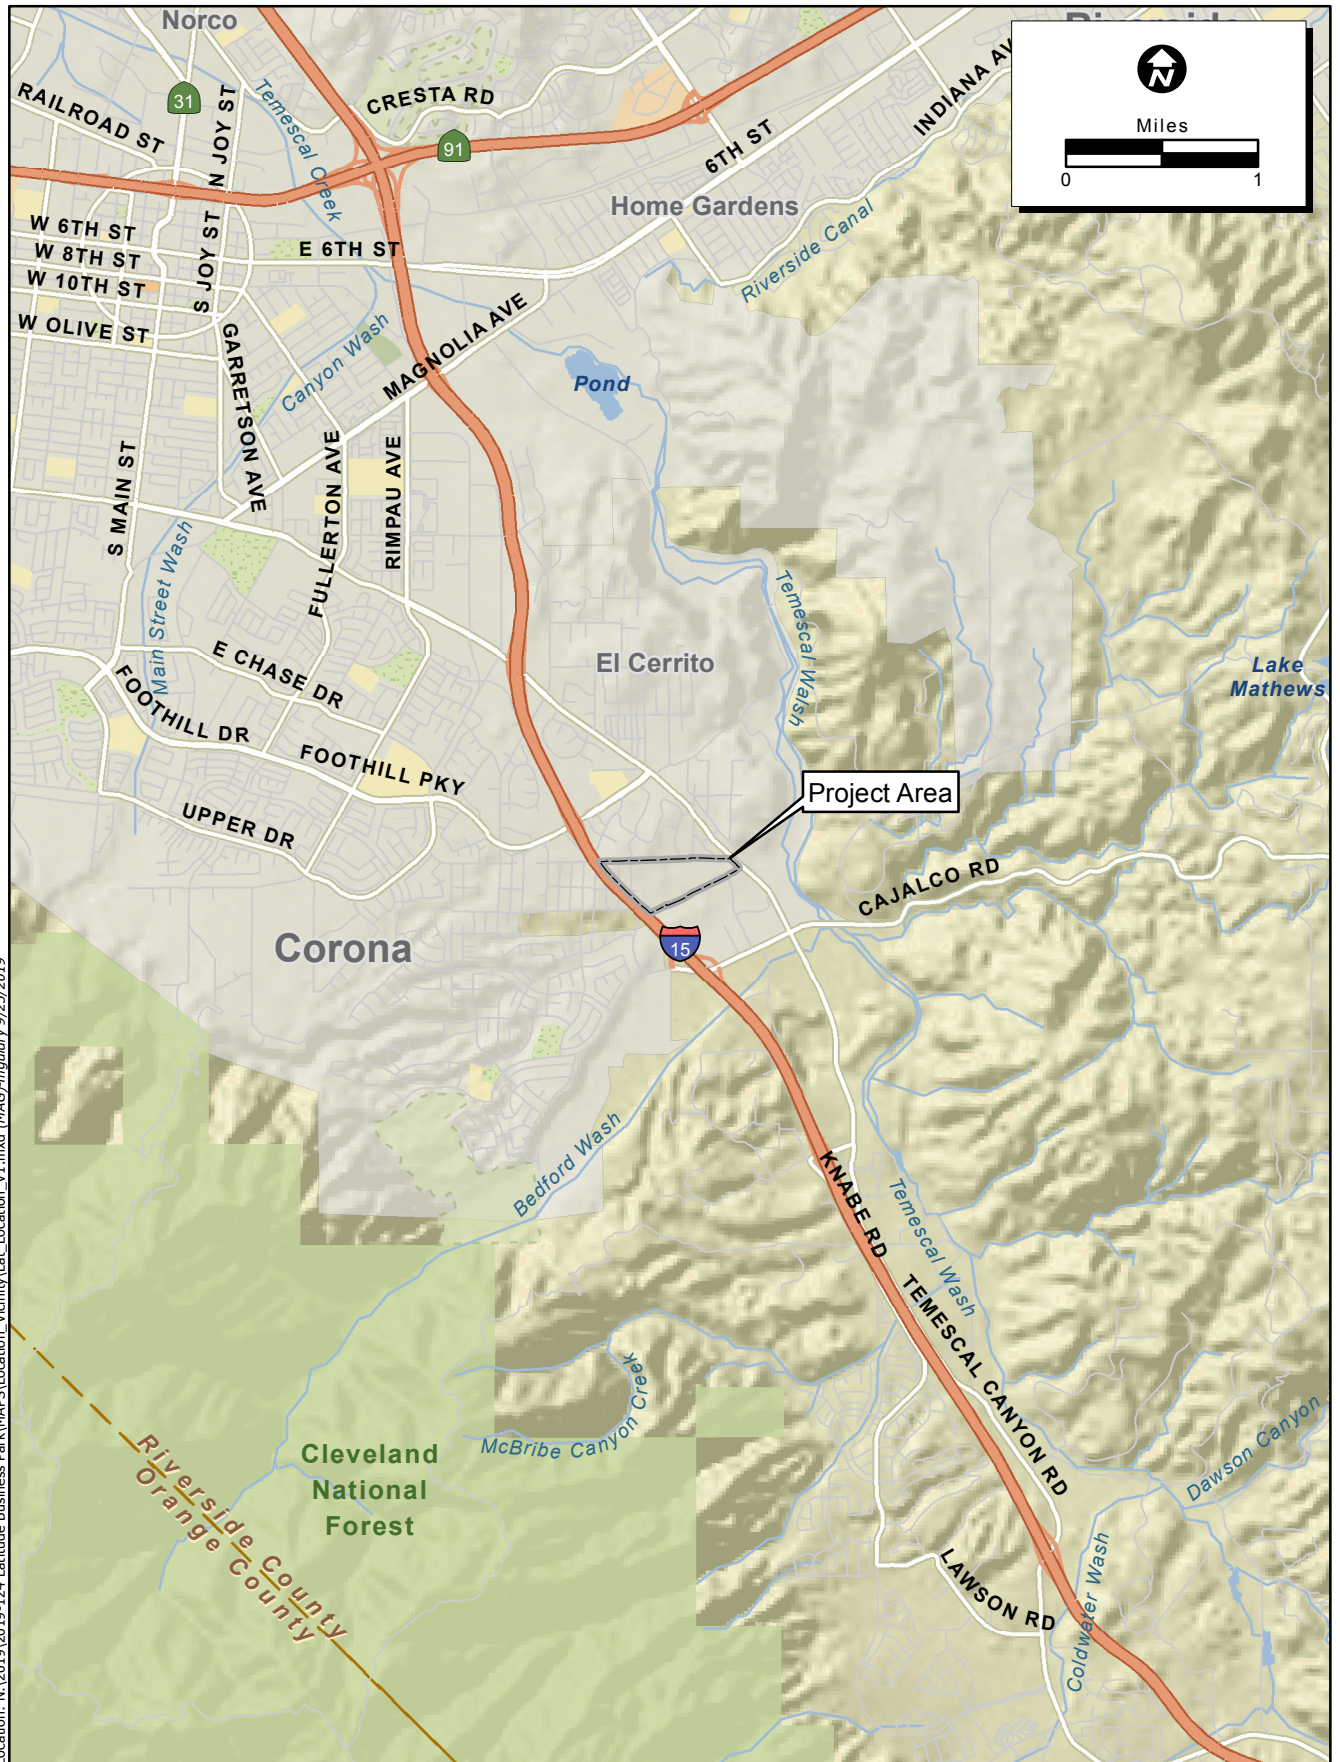 Norco
Riverside
Miles
0 1
RAILROAD ST
31
N JOY ST
Temescal Creek
CRESTA RD
91
6TH ST
INDIANA AV
Home Gardens
Riverside Canal
W 6TH ST
W 8TH ST
W 10TH ST
W OLIVE ST
S JOY ST
E 6TH ST
GARRETSON AVE
Canyon Wash
MAGNOLIA AVE
Pond
S MAIN ST
FULLERTON AVE
RIMPAU AVE
Main Street Wash
Temescal Walsh
El Cerrito
Lake
Mathews
E CHASE DR
FOOTHILL DR
FOOTHILL PKY
UPPER DR
Project Area
CAJALCO RD
Corona
15
Bedford Wash
KNABE RD
Temescal Wash
TEMESCAL CANYON RD
McBribe Canyon Creek
Dawson Canyon
Cleveland
National
Forest
Riverside County
Orange County
LAWSON RD
Coldwater Wash